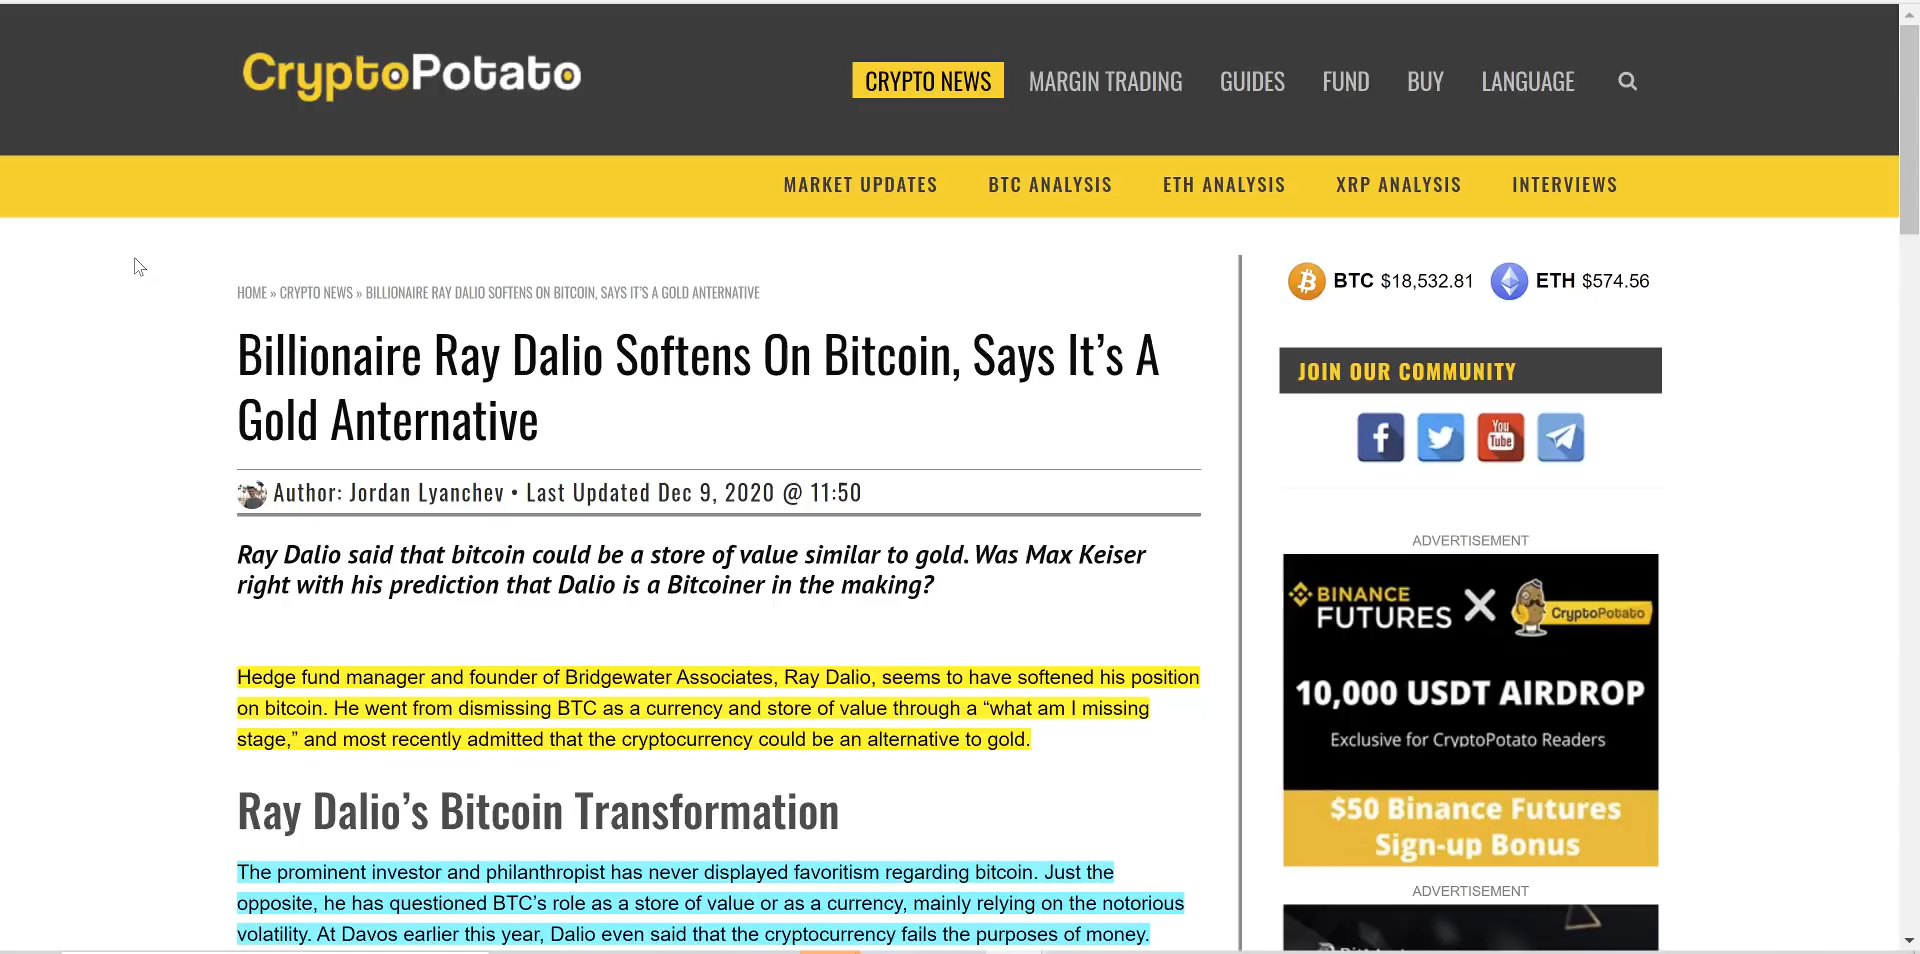 CryptoPotato
CRYPTO NEWS
MARGIN TRADING
GUIDES
FUND
BUY
LANGUAGE
MARKET UPDATES
BTC ANALYSIS
ETH ANALYSIS
XRP ANALYSIS
INTERVIEWS
HOME » CRYPTO NEWS » BILLIONAIRE RAY DALIO SOFTENS ON BITCOIN, SAYS IT'S A GOLD ANTERNATIVE
Billionaire Ray Dalio Softens On Bitcoin, Says It's A
Gold Anternative
Author: Jordan Lyanchev • Last Updated Dec 9, 2020 @ 11:50
Ray Dalio said that bitcoin could be a store of value similar to gold. Was Max Keiser
right with his prediction that Dalio is a Bitcoiner in the making?
Hedge fund manager and founder of Bridgewater Associates, Ray Dalio, seems to have softened his position
on bitcoin. He went from dismissing BTC as a currency and store of value through a “what am I missing
stage,” and most recently admitted that the cryptocurrency could be an alternative to gold.
Ray Dalio's Bitcoin Transformation
The prominent investor and philanthropist has never displayed favoritism regarding bitcoin. Just the
opposite, he has questioned BTC's role as a store of value or as a currency, mainly relying on the notorious
volatility. At Davos earlier this year, Dalio even said that the cryptocurrency fails the purposes of money.
BTC $18,532.81
ETH $574.56
JOIN OUR COMMUNITY
You
Tube
ADVERTISEMENT
BINANCE
FUTURES X CryptoPotato
10,000 USDT AIRDROP
Exclusive for CryptoPotato Readers
$50 Binance Futures
Sign-up Bonus
ADVERTISEMENT